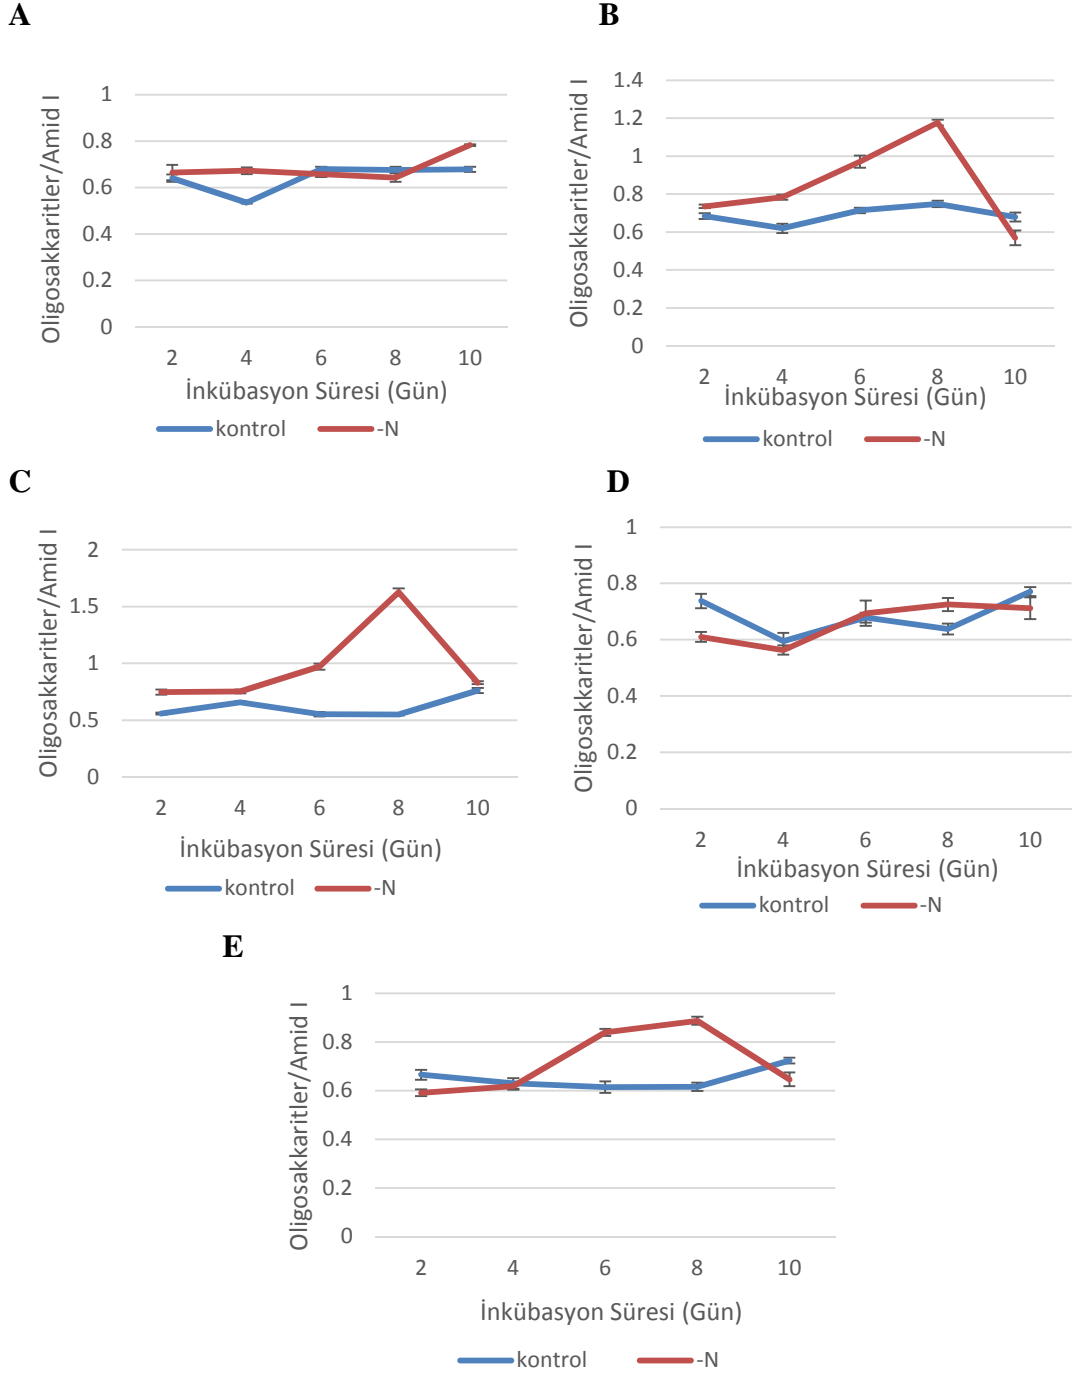 A
Oligosakkaritler/Amid I
1
0.8
0.6
0.4
0.2
0
2 4 6 8 10
İnkübasyon Süresi (Gün)
kontrol -N
B
Oligosakkaritler/Amid I
1.4
1.2
1
0.8
0.6
0.4
0.2
0
2 4 6 8 10
İnkübasyon Süresi (Gün)
kontrol -N
C
Oligosakkaritler/Amid I
2
1.5
1
0.5
0
2 4 6 8 10
İnkübasyon Süresi (Gün)
kontrol -N
D
Oligosakkaritler/Amid I
1
0.8
0.6
0.4
0.2
0
2 4 6 8 10
İnkübasyon Süresi (Gün)
kontrol -N
E
Oligosakkaritler/Amid I
1
0.8
0.6
0.4
0.2
0
2 4 6 8 10
İnkübasyon Süresi (Gün)
kontrol -N